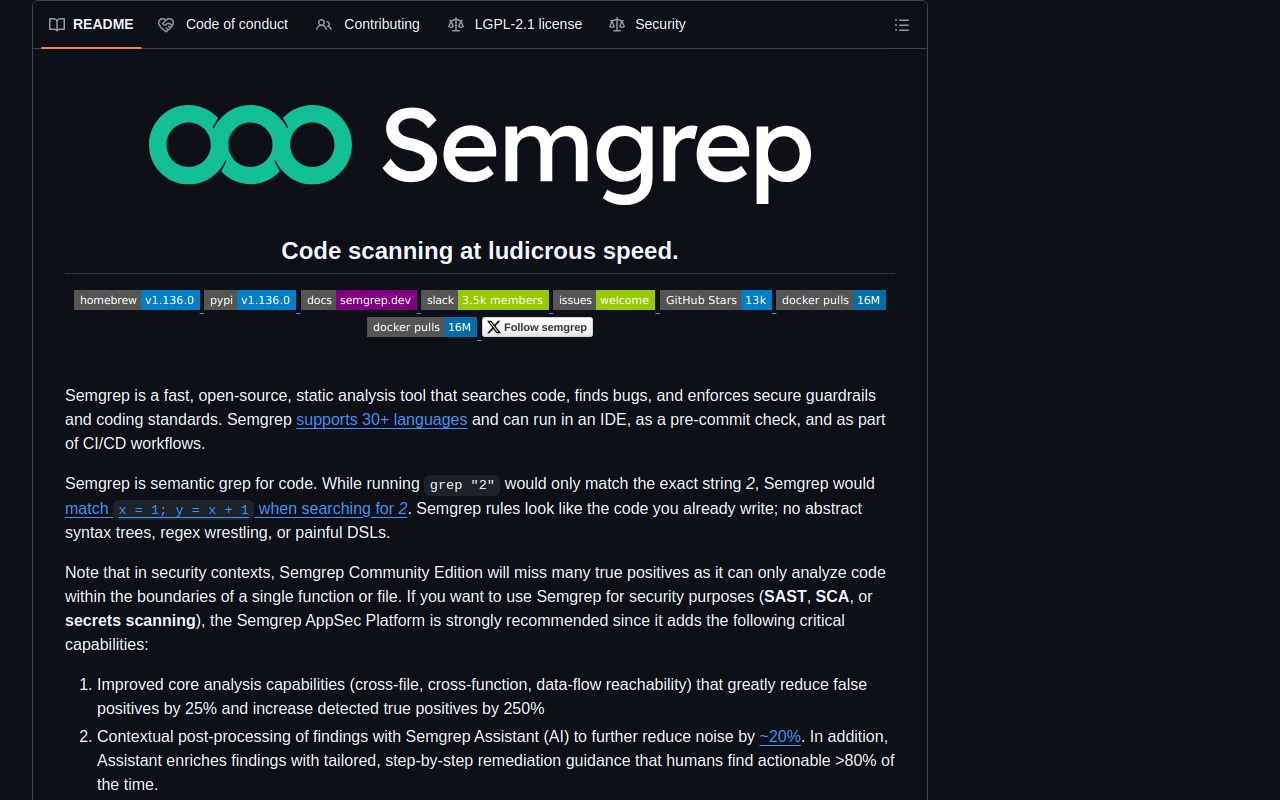 README Code of conduct Contributing LGPL-2.1 license Security
Semgrep
Code scanning at ludicrous speed.
homebrew v1.136.0 pypi v1.136.0 docs semgrep.dev slack 3.5k members issues welcome GitHub Stars 13k docker pulls 16M
docker pulls 16M Follow semgrep
Semgrep is a fast, open-source, static analysis tool that searches code, finds bugs, and enforces secure guardrails
and coding standards. Semgrep supports 30+ languages and can run in an IDE, as a pre-commit check, and as part
of CI/CD workflows.
Semgrep is semantic grep for code. While running grep "2" would only match the exact string 2, Semgrep would
match x = 1; y = x + 1 when searching for 2. Semgrep rules look like the code you already write; no abstract
syntax trees, regex wrestling, or painful DSLs.
Note that in security contexts, Semgrep Community Edition will miss many true positives as it can only analyze code
within the boundaries of a single function or file. If you want to use Semgrep for security purposes (SAST, SCA, or
secrets scanning), the Semgrep AppSec Platform is strongly recommended since it adds the following critical
capabilities:
1. Improved core analysis capabilities (cross-file, cross-function, data-flow reachability) that greatly reduce false
positives by 25% and increase detected true positives by 250%
2. Contextual post-processing of findings with Semgrep Assistant (AI) to further reduce noise by ~20%. In addition,
Assistant enriches findings with tailored, step-by-step remediation guidance that humans find actionable >80% of
the time.